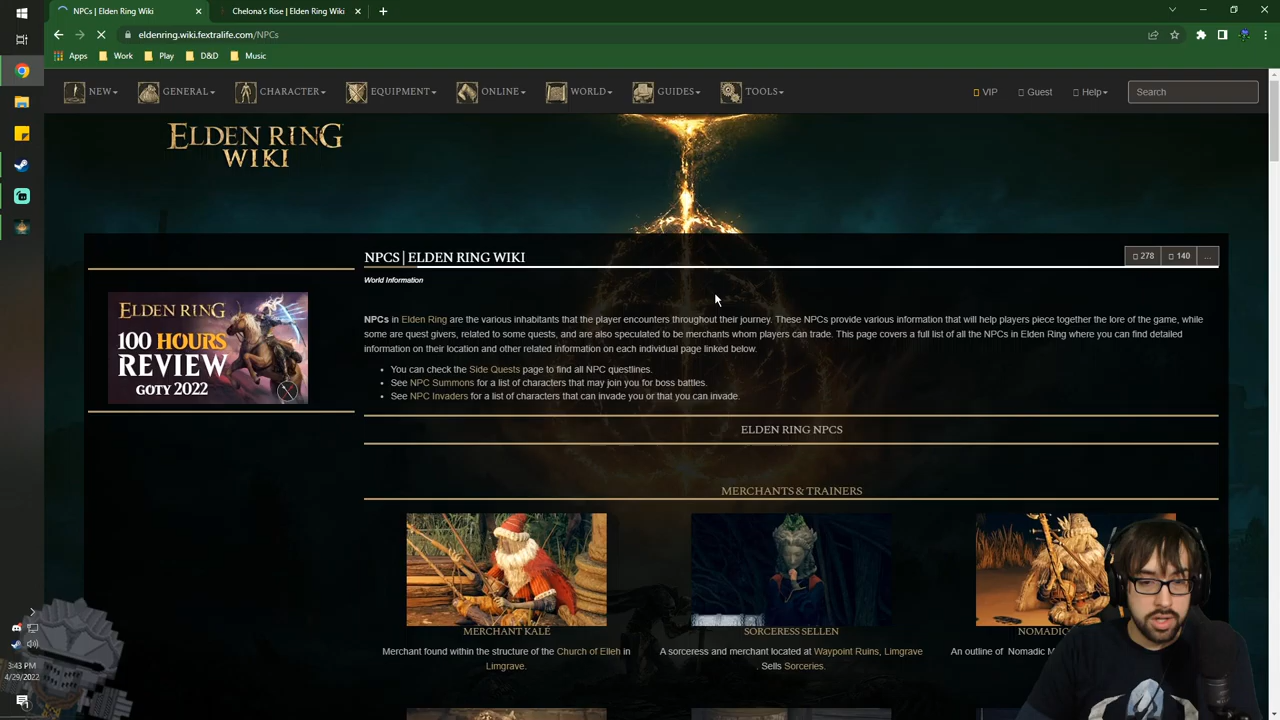 NPCs | Elden Ring Wiki
Chelona's Rise | Elden Ring Wiki
eldenring.wiki.fextralife.com/NPCs
Apps Work Play D&D Music
NEW GENERAL CHARACTER EQUIPMENT ONLINE WORLD GUIDES TOOLS VIP Guest Help Search
ELDEN RING
WIKI
NPCS | ELDEN RING WIKI
278 140 ...
World Information
NPCs in Elden Ring are the various inhabitants that the player encounters throughout their journey. These NPCs provide various information that will help players piece together the lore of the game, while
some are quest givers, related to some quests, and are also speculated to be merchants whom players can trade. This page covers a full list of all the NPCs in Elden Ring where you can find detailed
information on their location and other related information on each individual page linked below.
ELDEN RING
100 HOURS
REVIEW
GOTY 2022
• You can check the Side Quests page to find all NPC questlines.
• See NPC Summons for a list of characters that may join you for boss battles.
• See NPC Invaders for a list of characters that can invade you or that you can invade.
ELDEN RING NPCS
MERCHANTS & TRAINERS
MERCHANT KALÉ
Merchant found within the structure of the Church of Elleh in
Limgrave.
SORCERESS SELLEN
A sorceress and merchant located at Waypoint Ruins, Limgrave
. Sells Sorceries.
NOMADIC
An outline of Nomadic
3:43 PM
4/29/2022